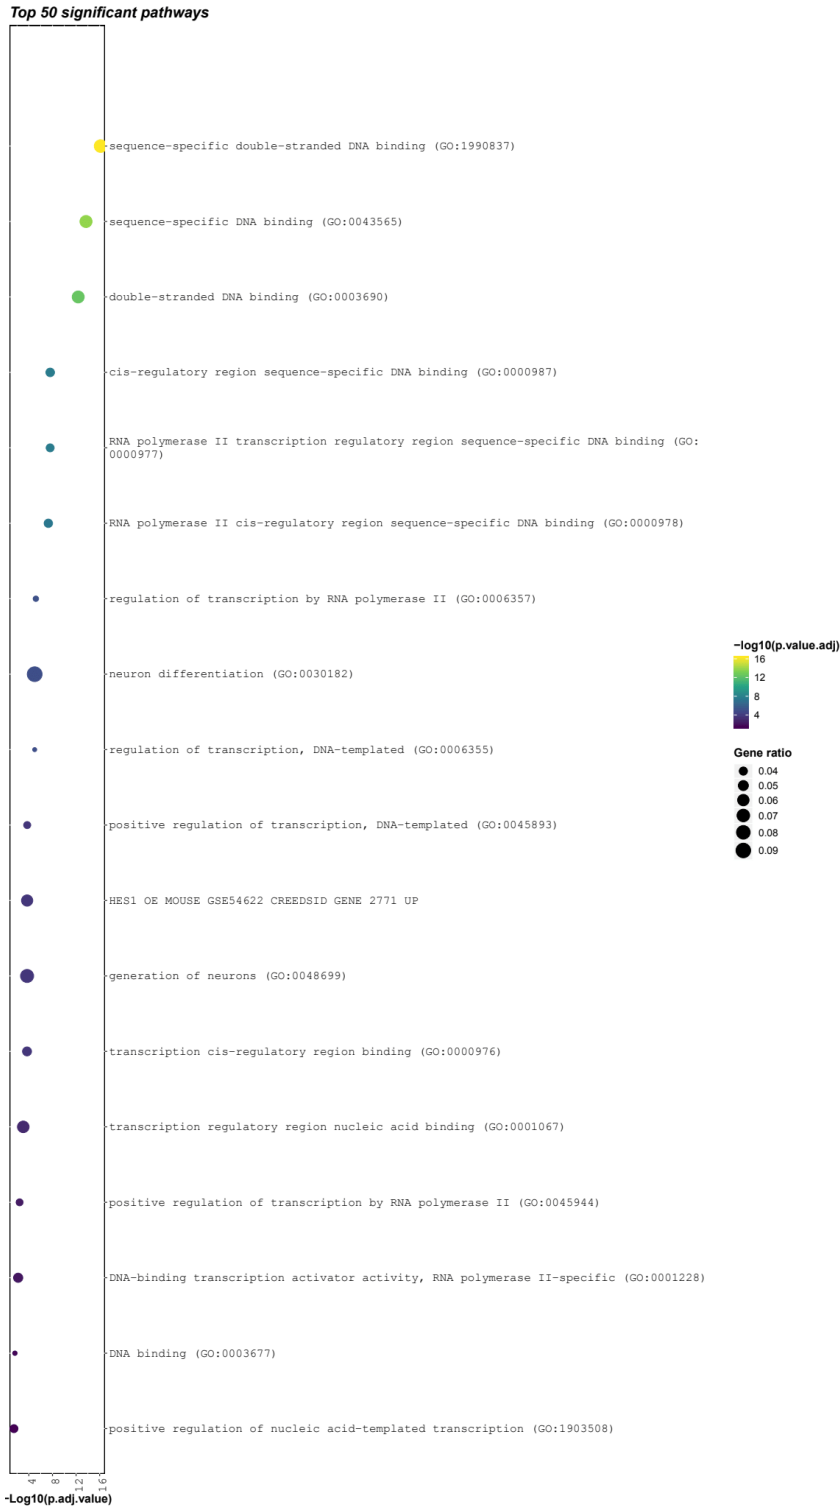 Top 50 significant pathways
sequence-specific double-stranded DNA binding (GO:1990837)
sequence-specific DNA binding (GO:0043565)
double-stranded DNA binding (GO:0003690)
cis-regulatory region sequence-specific DNA binding (GO:0000987)
RNA polymerase II transcription regulatory region sequence-specific DNA binding (GO:
0000977)
RNA polymerase II cis-regulatory region sequence-specific DNA binding (GO:0000978)
regulation of transcription by RNA polymerase II (GO:0006357)
−log10(p.value.adj)
16
12
8
4
neuron differentiation (GO:0030182)
regulation of transcription, DNA-templated (GO:0006355)
Gene ratio
0.04
0.05
0.06
0.07
0.08
0.09
positive regulation of transcription, DNA-templated (GO:0045893)
HES1 OE MOUSE GSE54622 CREEDSID GENE 2771 UP
generation of neurons (GO:0048699)
transcription cis-regulatory region binding (GO:0000976)
transcription regulatory region nucleic acid binding (GO:0001067)
positive regulation of transcription by RNA polymerase II (GO:0045944)
DNA-binding transcription activator activity, RNA polymerase II-specific (GO:0001228)
DNA binding (GO:0003677)
positive regulation of nucleic acid-templated transcription (GO:1903508)
4 8 12 16
-Log10(p.adj.value)